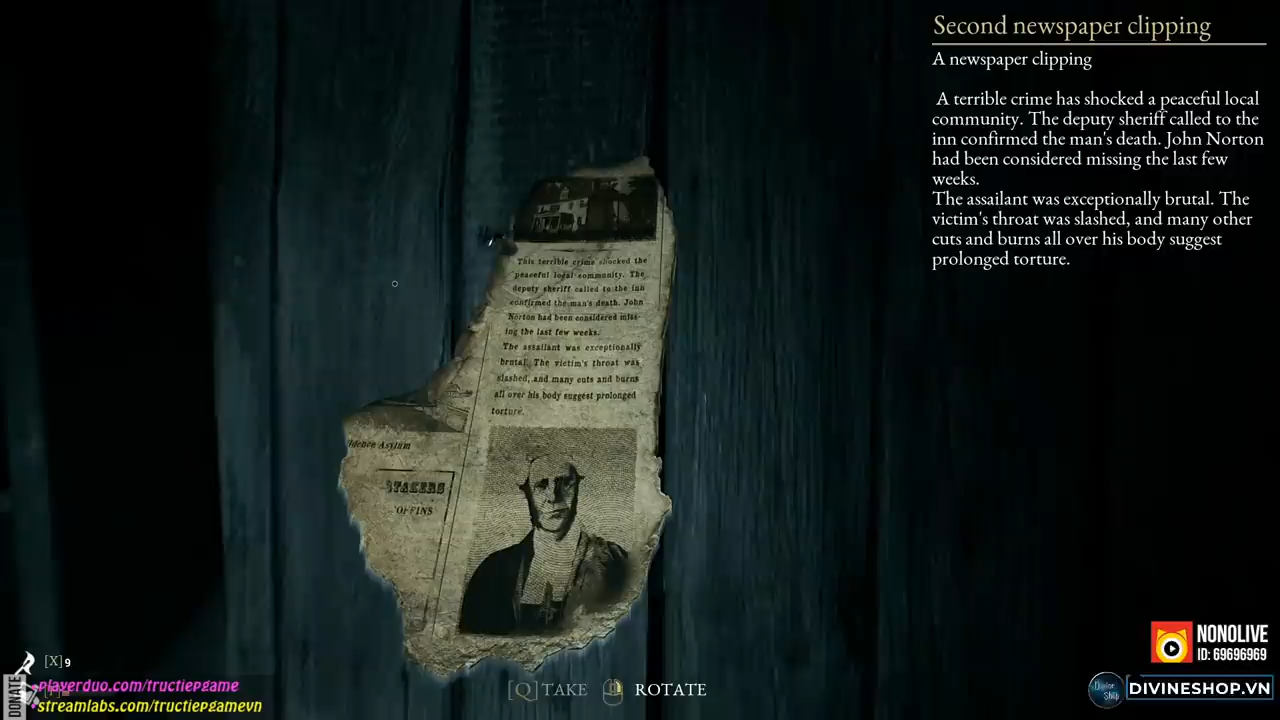 Second newspaper clipping
A newspaper clipping
A terrible crime has shocked a peaceful local
community. The deputy sheriff called to the
inn confirmed the man's death. John Norton
had been considered missing the last few
weeks.
The assailant was exceptionally brutal. The
victim's throat was slashed, and many other
cuts and burns all over his body suggest
prolonged torture.
This terrible crime shocked the
peaceful local community. The
deputy sheriff called to the inn
confirmed the man's death. John
Norton had been considered miss-
ing the last few weeks.
The assailant was exceptionally
brutal. The victim's throat was
slashed, and many cuts and burns
all over his body suggest prolonged
torture.
idence Asylum
STAKERS
OFFINS
NONOLIVE
ID: 69696969
[X] 9
DONATE
playerduo.com/tructiepgame
streamlabs.com/tructiepgamevn
[Q] TAKE ROTATE
Divine Shop
DIVINESHOP.VN